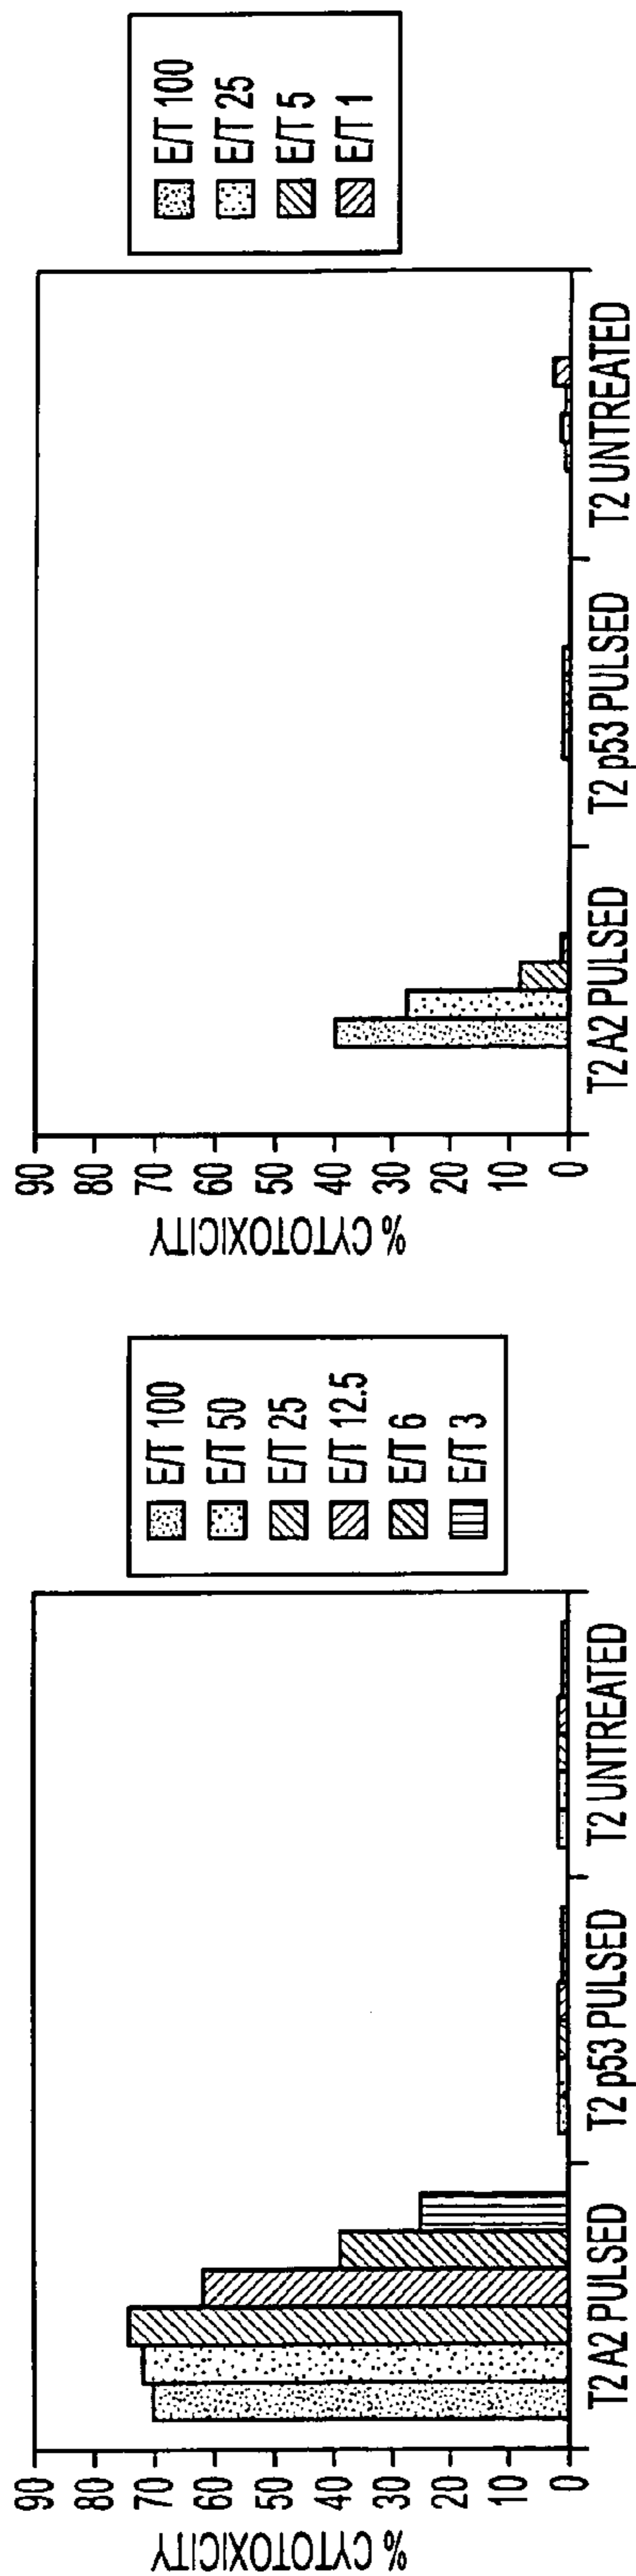 % CYTOTOXICITY
90
80
70
60
50
40
30
20
10
0
T2 A2 PULSED
T2 p53 PULSED
T2 UNTREATED
E/T 100
E/T 50
E/T 25
E/T 12.5
E/T 6
E/T 3
% CYTOTOXICITY
90
80
70
60
50
40
30
20
10
0
T2 A2 PULSED
T2 p53 PULSED
T2 UNTREATED
E/T 100
E/T 25
E/T 5
E/T 1